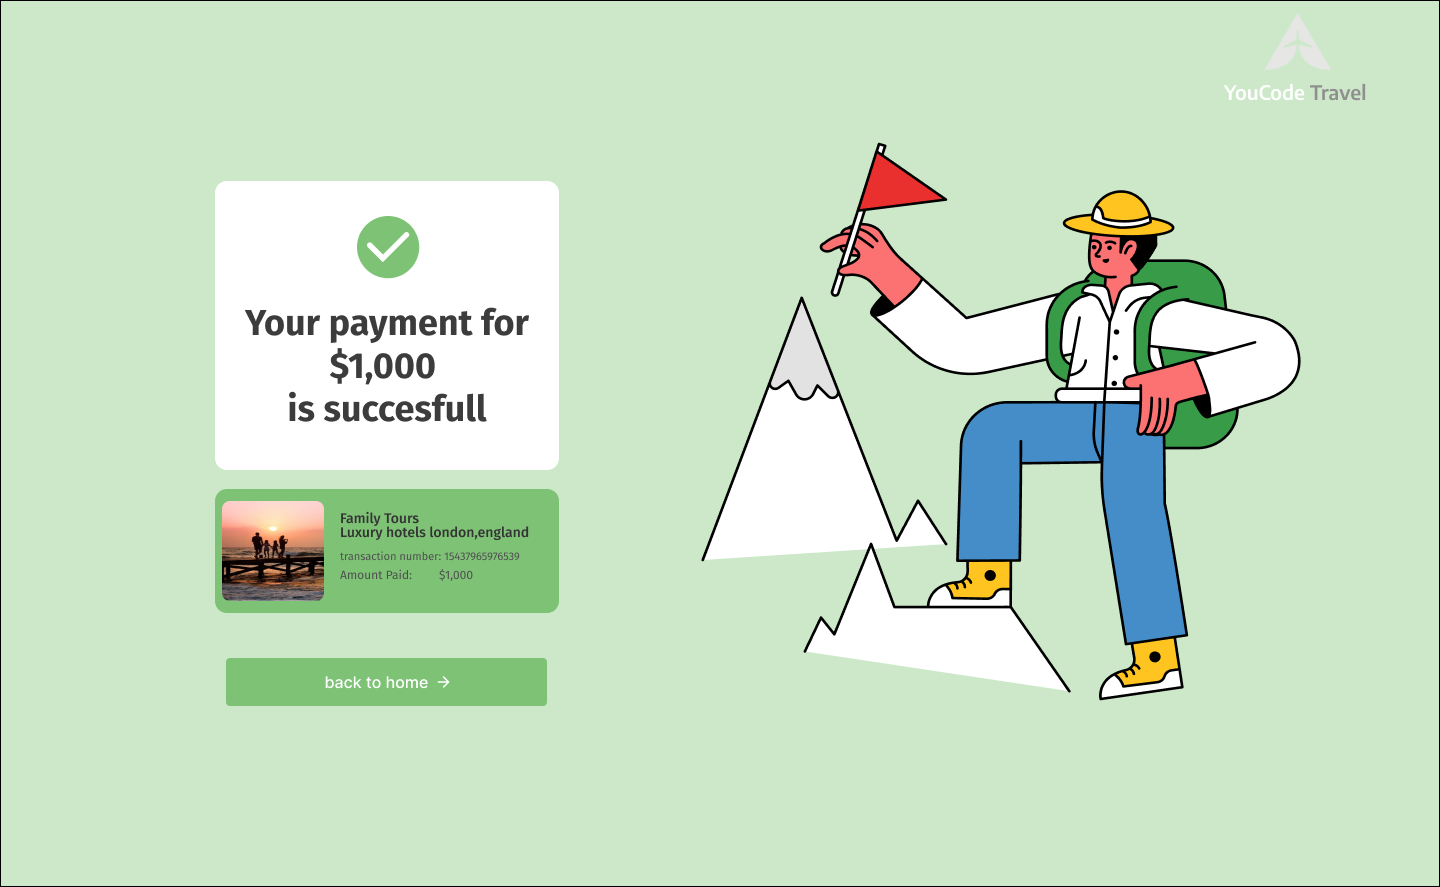 YouCode Travel
Your payment for
$1,000
is succesfull
Family Tours
Luxury hotels london,england
transaction number: 15437965976539
Amount Paid: $1,000
back to home →